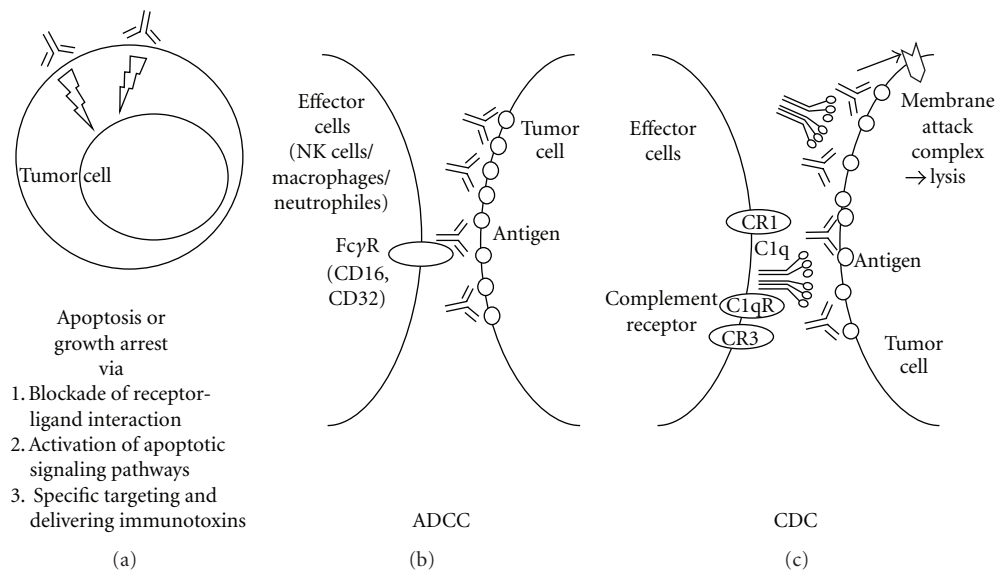 Tumor cell
Apoptosis or
growth arrest
via
1. Blockade of receptor-
ligand interaction
2. Activation of apoptotic
signaling pathways
3. Specific targeting and
delivering immunotoxins
(a)
Effector
cells
(NK cells/
macrophages/
neutrophiles)
FcγR
(CD16,
CD32)
Tumor
cell
Antigen
ADCC
(b)
Effector
cells
Membrane
attack
complex
→ lysis
CR1
C1q
Antigen
Complement
receptor
C1qR
CR3
Tumor
cell
CDC
(c)